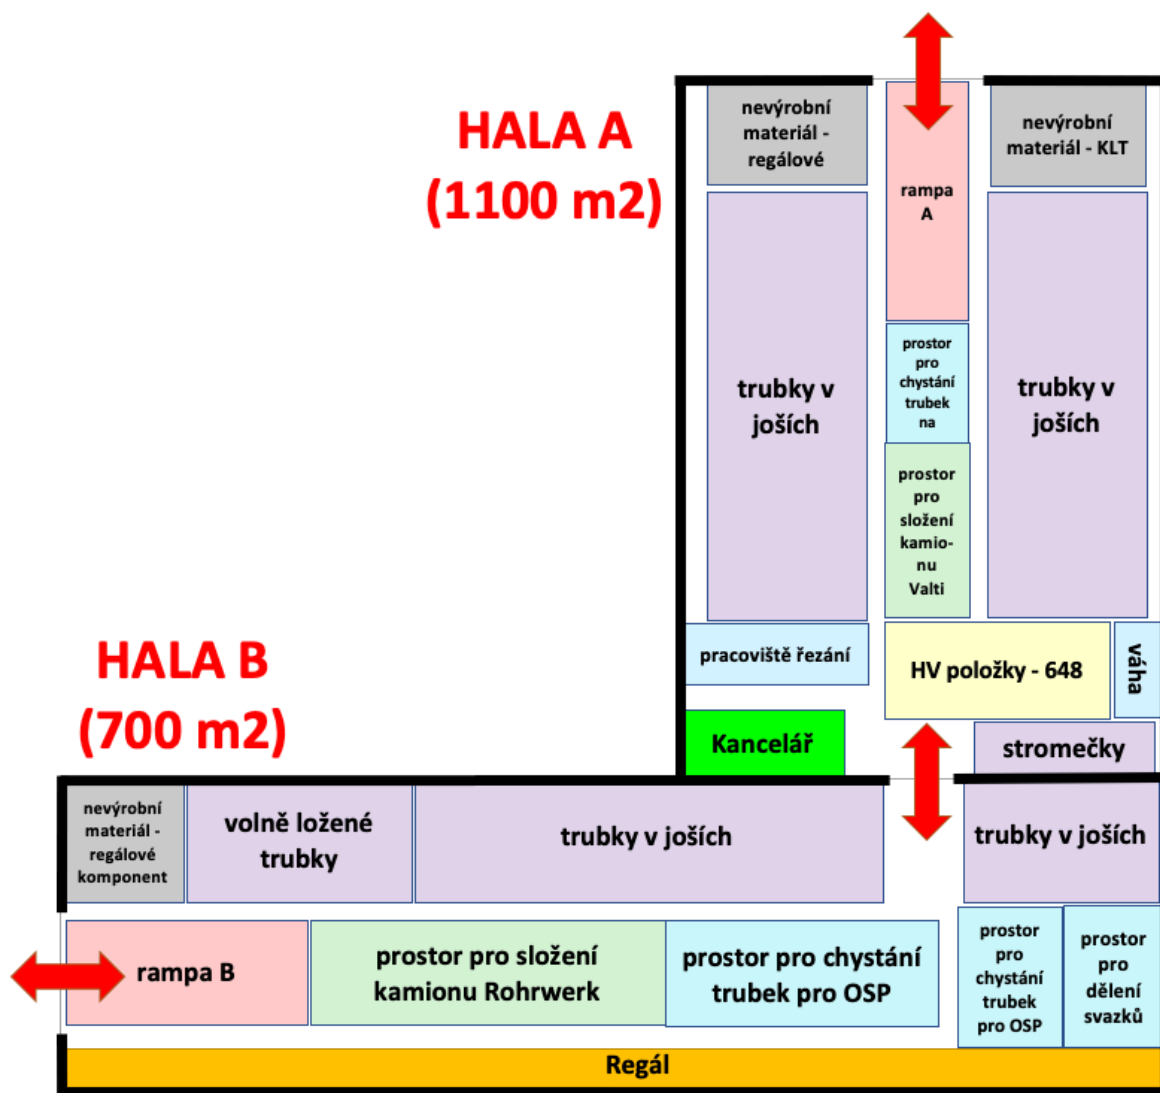 HALA A
(1100 m2)
nevýrobní
materiál -
regálové
rampa
A
nevýrobní
materiál - KLT
trubky v
joších
prostor
pro
chystání
trubek
na
trubky v
joších
prostor
pro
složení
kamio-
nu
Valti
pracoviště řezání
HV položky - 648
váha
Kancelář
stromečky
HALA B
(700 m2)
nevýrobní
materiál -
regálové
komponent
volně ložené
trubky
trubky v joších
trubky v joších
rampa B
prostor pro složení
kamionu Rohrwerk
prostor pro chystání
trubek pro OSP
prostor
pro
chystání
trubek
pro OSP
prostor
pro
dělení
svazků
Regál